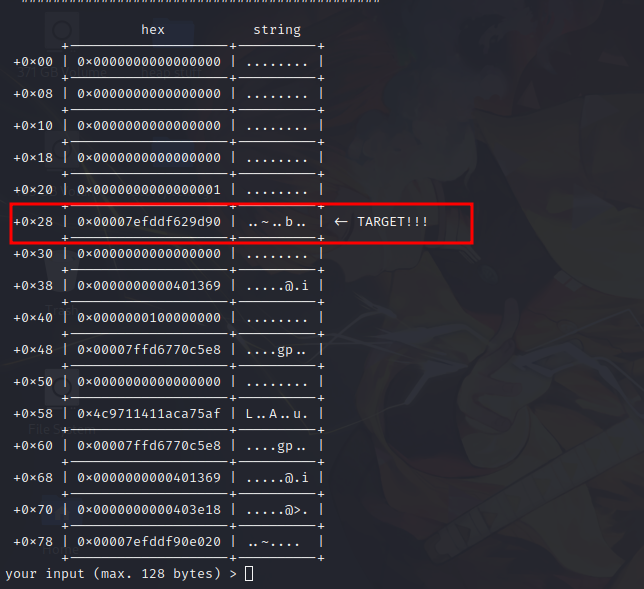 hex string
+0x00 | 0x0000000000000000 | ........ |
+0x08 | 0x0000000000000000 | ........ |
+0x10 | 0x0000000000000000 | ........ |
+0x18 | 0x0000000000000000 | ........ |
+0x20 | 0x0000000000000001 | ........ |
+0x28 | 0x00007efddf629d90 | ..~..b.. | <- TARGET!!!
+0x30 | 0x0000000000000000 | ........ |
+0x38 | 0x0000000000401369 | .....@.i |
+0x40 | 0x0000000100000000 | ........ |
+0x48 | 0x00007ffd6770c5e8 | ....gp.. |
+0x50 | 0x0000000000000000 | ........ |
+0x58 | 0x4c9711411aca75af | L..A..u. |
+0x60 | 0x00007ffd6770c5e8 | ....gp.. |
+0x68 | 0x0000000000401369 | .....@.i |
+0x70 | 0x0000000000403e18 | .....@>. |
+0x78 | 0x00007efddf90e020 | ..~.... |
your input (max. 128 bytes) >